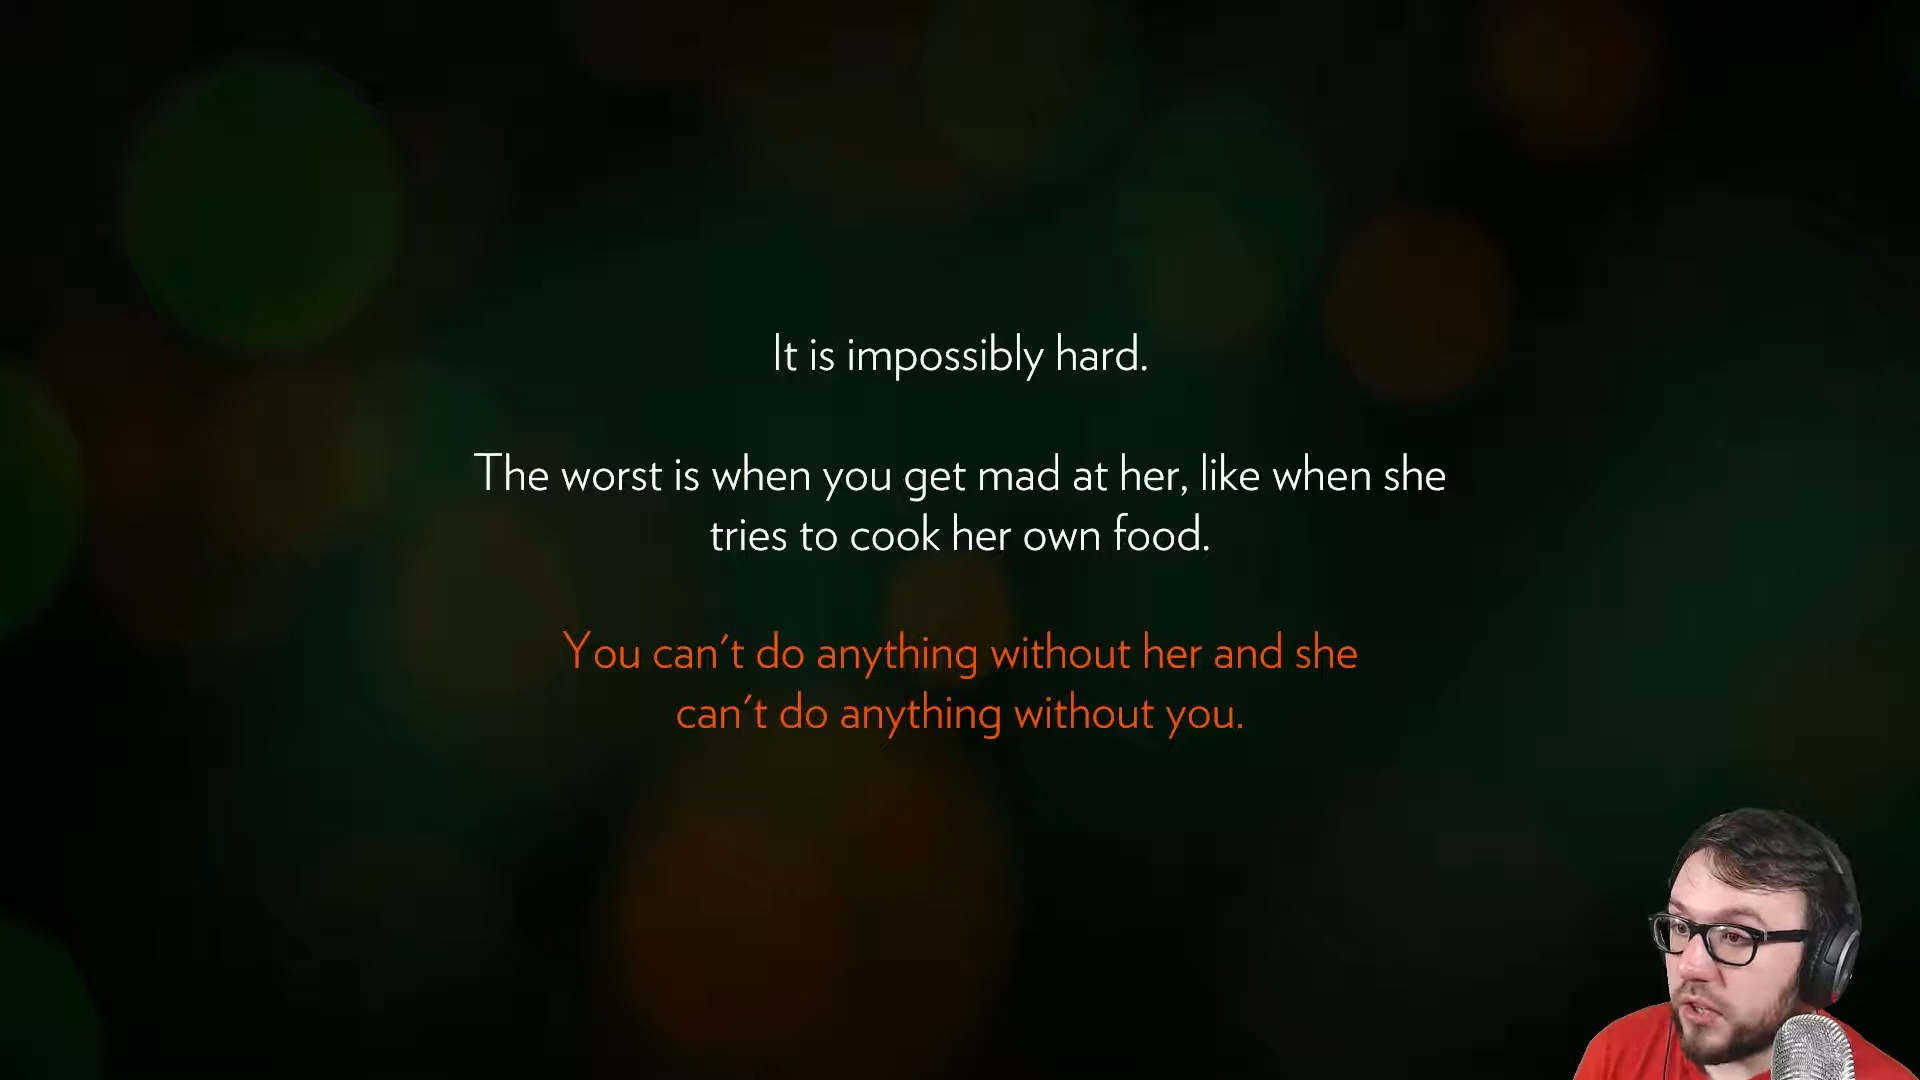 It is impossibly hard.
The worst is when you get mad at her, like when she
tries to cook her own food.
You can't do anything without her and she
can't do anything without you.